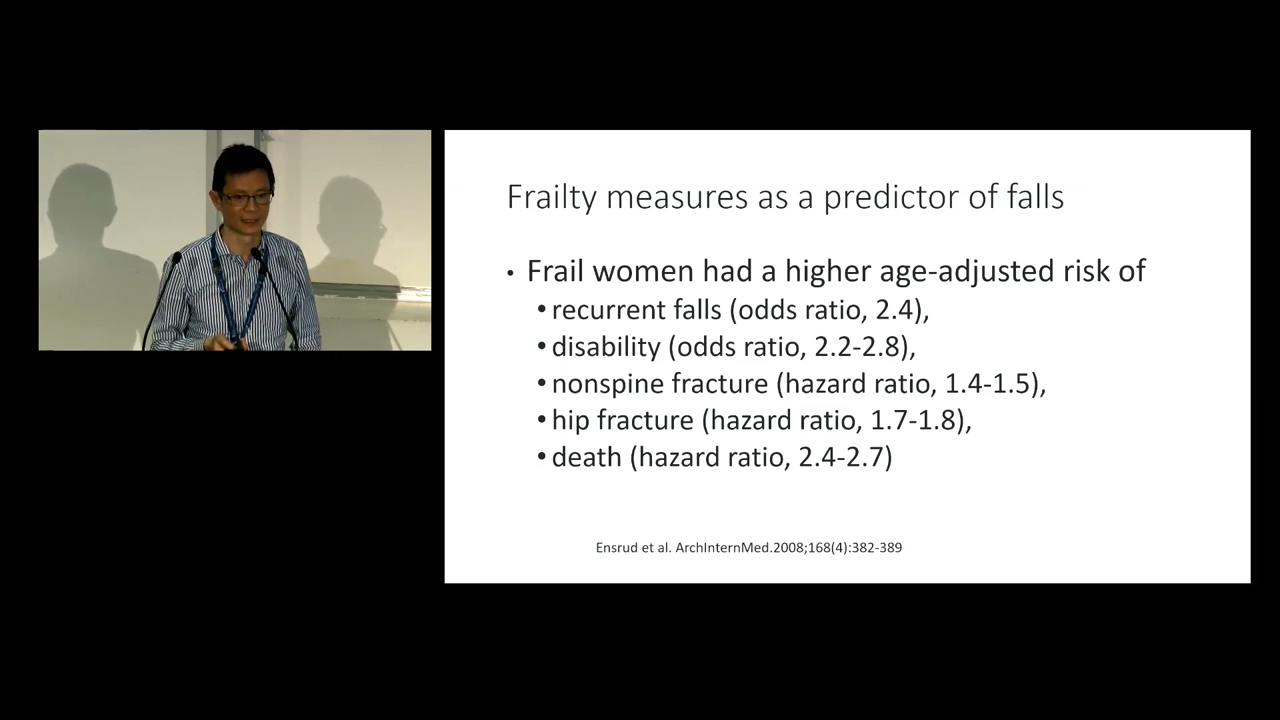 Frailty measures as a predictor of falls
• Frail women had a higher age-adjusted risk of
• recurrent falls (odds ratio, 2.4),
• disability (odds ratio, 2.2-2.8),
• nonspine fracture (hazard ratio, 1.4-1.5),
• hip fracture (hazard ratio, 1.7-1.8),
• death (hazard ratio, 2.4-2.7)
Ensrud et al. ArchInternMed.2008;168(4):382-389